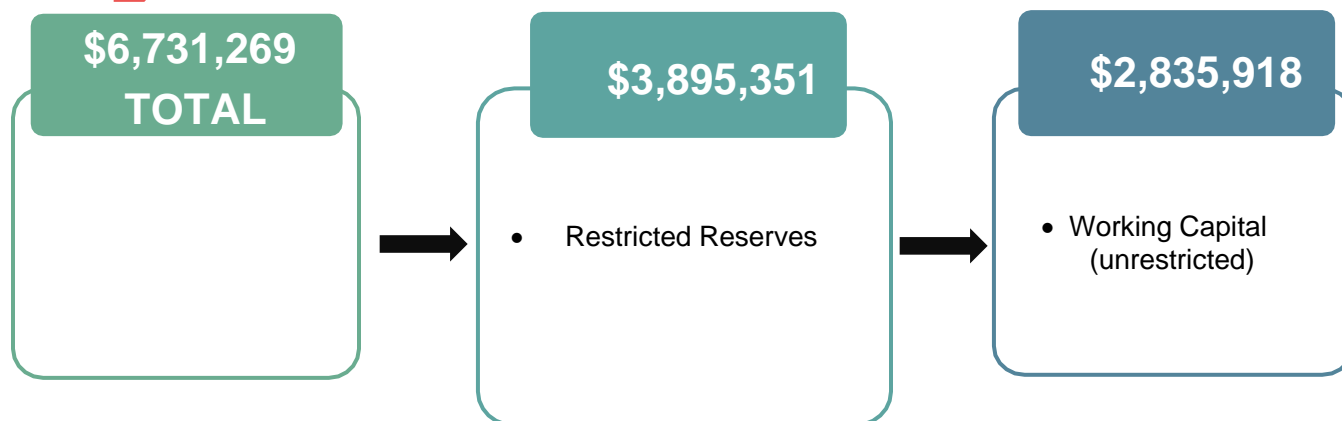 $6,731,269
TOTAL
$3,895,351
• Restricted Reserves
$2,835,918
• Working Capital
(unrestricted)